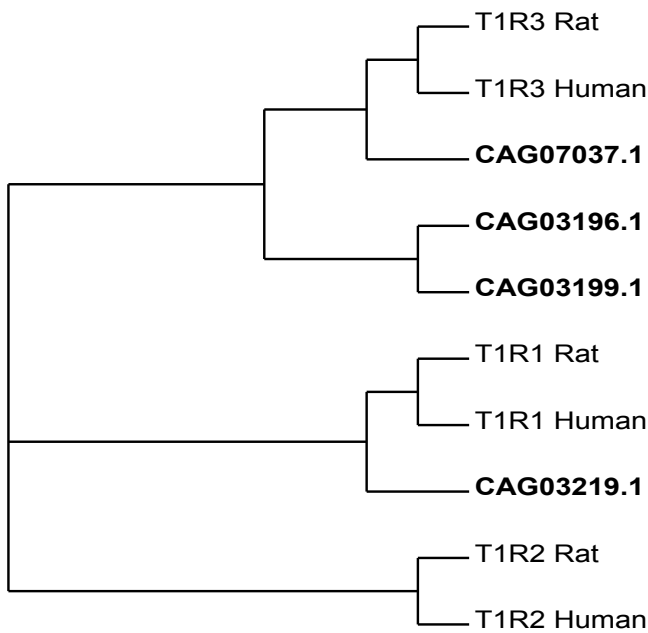 T1R3 Rat
T1R3 Human
CAG07037.1
CAG03196.1
CAG03199.1
T1R1 Rat
T1R1 Human
CAG03219.1
T1R2 Rat
T1R2 Human